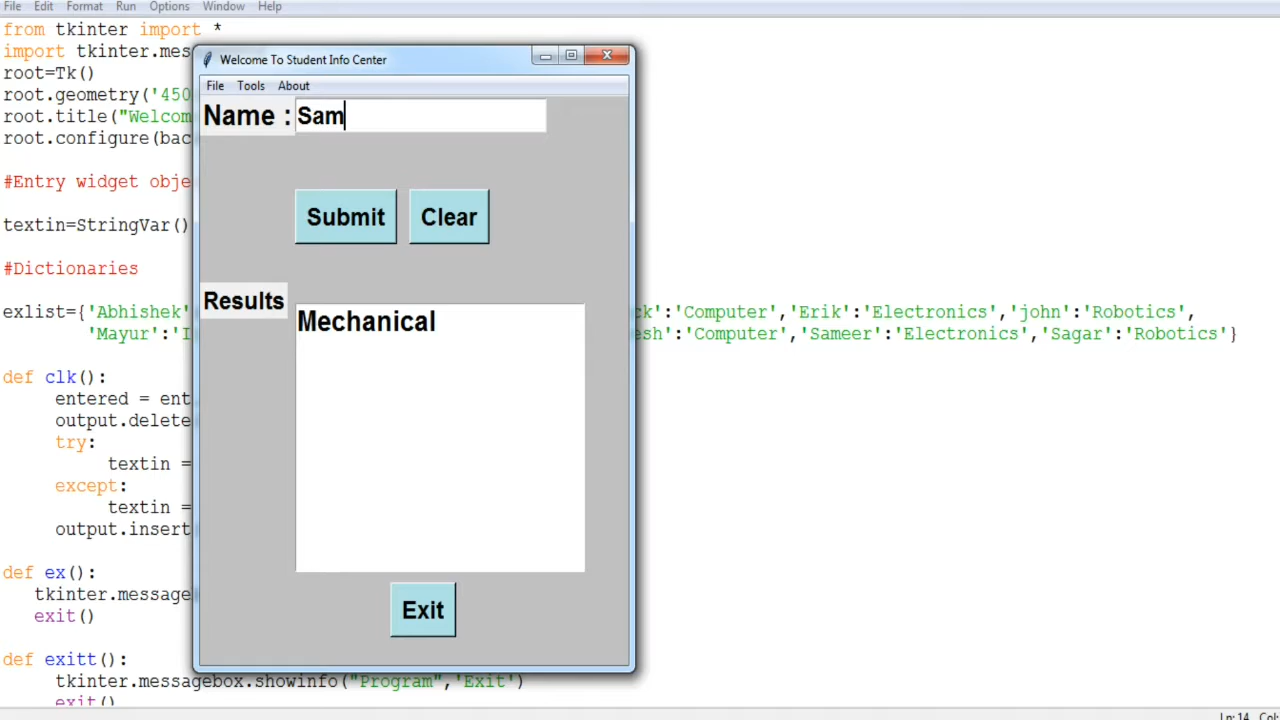 File Edit Format Run Options Window Help
from tkinter import *
import tkinter.mes
root=Tk()
root.geometry('450
root.title("Welcom
root.configure(bac
#Entry widget obje
textin=StringVar()
#Dictionaries
exlist={'Abhishek' ck':'Computer','Erik':'Electronics','john':'Robotics',
'Mayur':'I esh':'Computer','Sameer':'Electronics','Sagar':'Robotics'}
def clk():
entered = ent
output.delete
try:
textin =
except:
textin =
output.insert
def ex():
tkinter.message
exit()
def exitt():
tkinter.messagebox.showinfo("Program",'Exit')
exit()
Welcome To Student Info Center
File Tools About
Name : Sam
Submit Clear
Results
Mechanical
Exit
Ln: 14 Col: